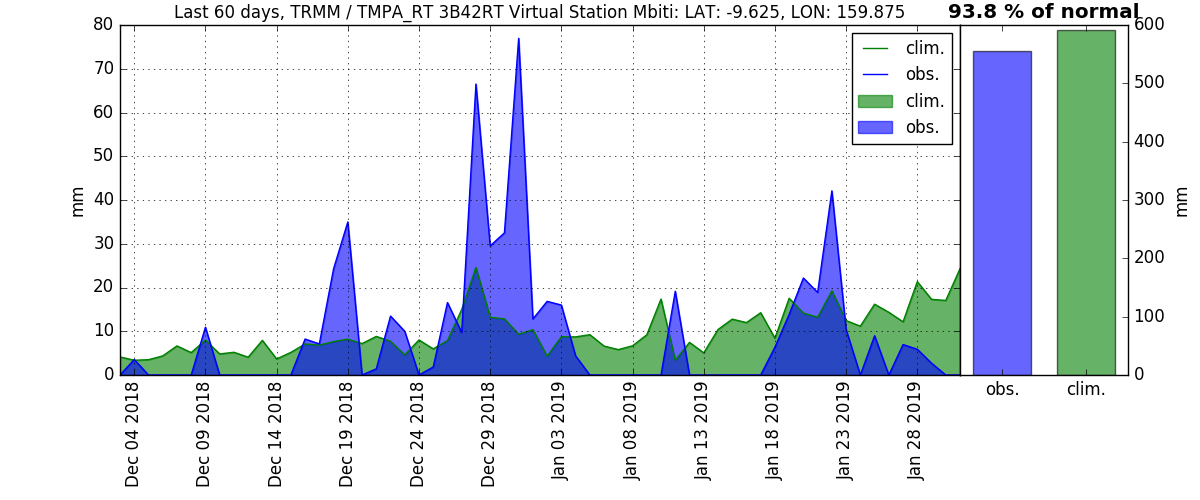 Last 60 days, TRMM / TMPA_RT 3B42RT Virtual Station Mbiti: LAT: -9.625, LON: 159.875
93.8 % of normal
80
70
60
50
40
30
20
10
0
mm
clim.
obs.
clim.
obs.
600
500
400
300
200
100
0
mm
Dec 04 2018
Dec 09 2018
Dec 14 2018
Dec 19 2018
Dec 24 2018
Dec 29 2018
Jan 03 2019
Jan 08 2019
Jan 13 2019
Jan 18 2019
Jan 23 2019
Jan 28 2019
obs.
clim.